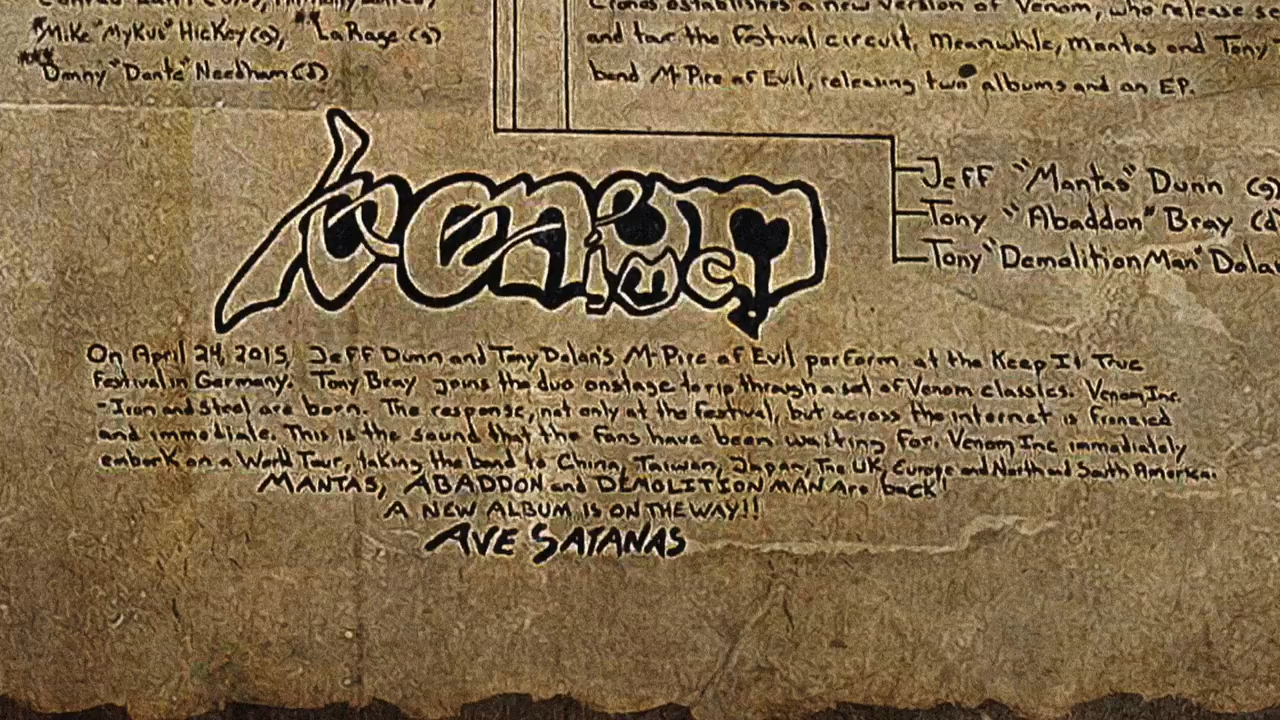 "Mike "Mykus" Hickey (g), "LaRage (g)
Danny "Dante" Needham (d)
Cronos establishes a new version of Venom, who release
and tour the festival circuit. Meanwhile, Mantas and Tony
band M-Pire of Evil, releasing two albums and an EP.
Jeff "Mantas" Dunn (g)
Tony "Abaddon" Bray (d
Tony "Demolition Man" Dolan
Venom inc.
On April 24, 2015, Jeff Dunn and Tony Dolan's M-Pire of Evil perform at the Keep It True
Festival in Germany. Tony Bray joins the duo onstage to rip through a set of Venom classics. Venom, Inc.
-Iron and Steel are born. The response, not only at the festival, but across the internet is frenzied
and immediate. This is the sound that the fans have been waiting for. Venom, Inc immediately
embark on a World Tour, taking the band to China, Taiwan, Japan, The UK, Europe and North and South America.
MANTAS, ABADDON and DEMOLITION MAN Are back!
A NEW ALBUM IS ON THE WAY!!
AVE SATANAS